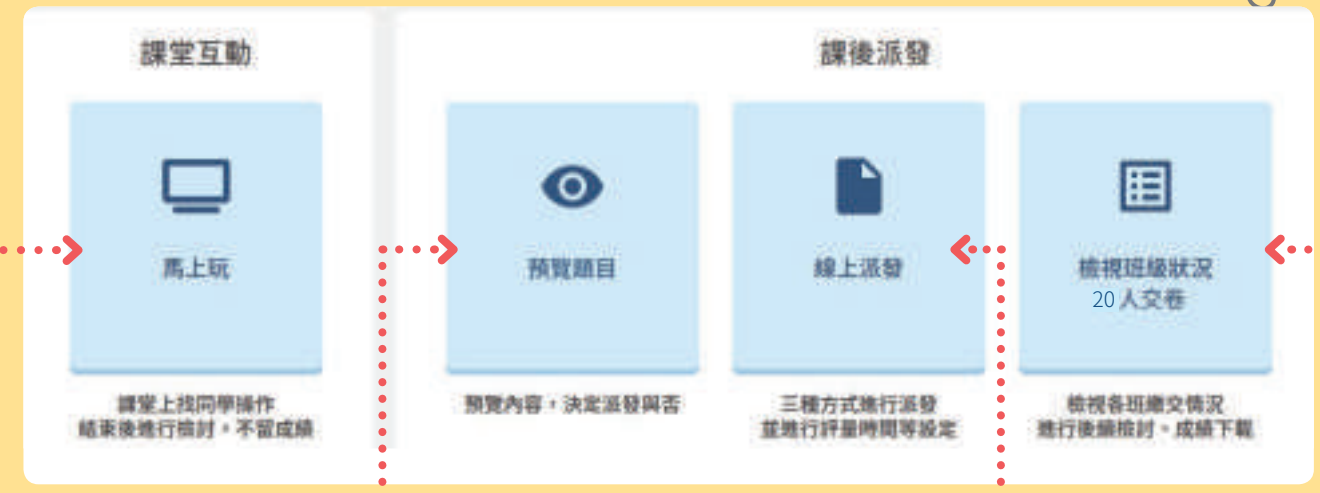 課堂互動
課後派發
馬上玩
預覽題目
線上派發
檢視班級狀況
20 人交卷
課堂上找同學操作
結束後進行檢討，不留成績
預覽內容，決定派發與否
三種方式進行派發
並進行評量時間等設定
檢視各班繳交情況
進行後續檢討、成績下載